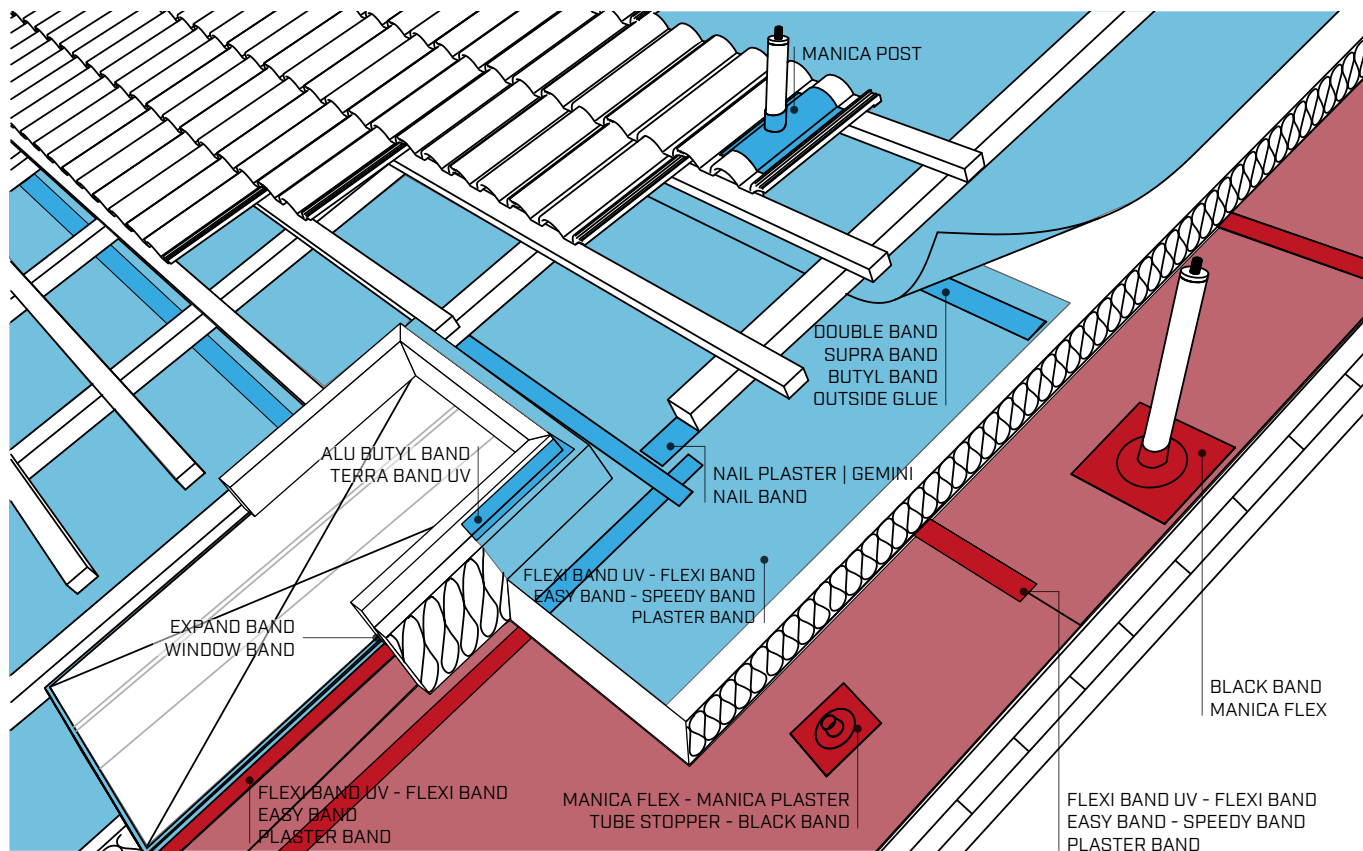 MANICA POST
DOUBLE BAND
SUPRA BAND
BUTYL BAND
OUTSIDE GLUE
ALU BUTYL BAND
TERRA BAND UV
NAIL PLASTER | GEMINI
NAIL BAND
FLEXI BAND UV - FLEXI BAND
EASY BAND - SPEEDY BAND
PLASTER BAND
EXPAND BAND
WINDOW BAND
BLACK BAND
MANICA FLEX
FLEXI BAND UV - FLEXI BAND
EASY BAND
PLASTER BAND
MANICA FLEX - MANICA PLASTER
TUBE STOPPER - BLACK BAND
FLEXI BAND UV - FLEXI BAND
EASY BAND - SPEEDY BAND
PLASTER BAND